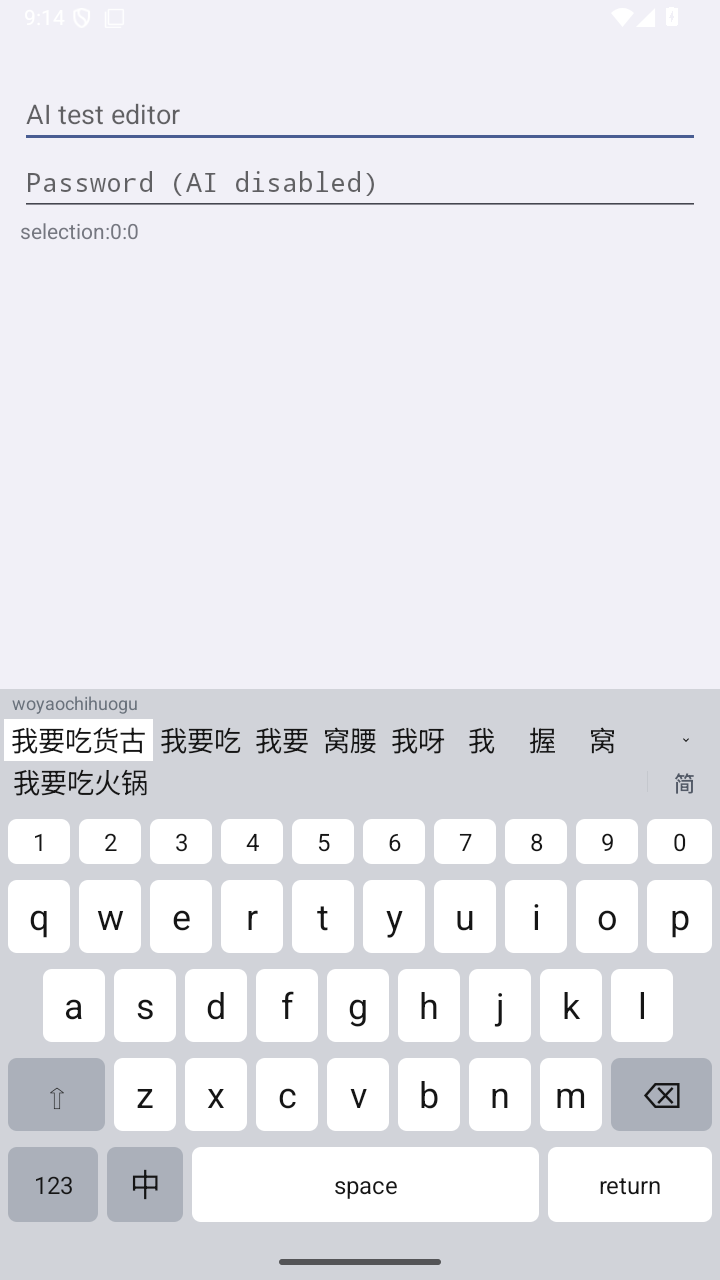 9:14
AI test editor
Password (AI disabled)
selection:0:0
woyaochihuogu
我要吃货古 我要吃 我要 窝腰 我呀 我 握 窝
我要吃火锅 简
1 2 3 4 5 6 7 8 9 0
q w e r t y u i o p
a s d f g h j k l
z x c v b n m
123 中 space return